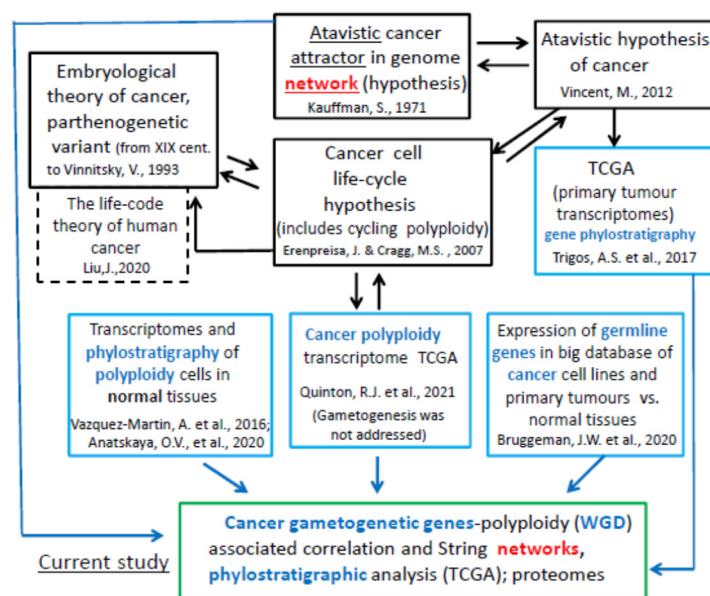 Atavistic cancer
attractor in genome
network (hypothesis)
Kauffman, S., 1971
Atavistic hypothesis
of cancer
Vincent, M., 2012
Embryological
theory of cancer,
parthenogenetic
variant (from XIX cent.
to Vinnitsky, V., 1993
The life-code
theory of human
cancer
Liu,J.,2020
Cancer cell
life-cycle
hypothesis
(includes cycling polyploidy)
Erenpreisa, J. & Cragg, M.S. , 2007
TCGA
(primary tumour
transcriptomes)
gene phylostratigraphy
Trigos, A.S. et al., 2017
Transcriptomes and
phylostratigraphy of
polyploidy cells in
normal tissues
Vazquez-Martin, A. et al., 2016;
Anatskaya, O.V., et al., 2020
Cancer polyploidy
transcriptome TCGA
Quinton, R.J. et al., 2021
(Gametogenesis was
not addressed)
Expression of germline
genes in big database of
cancer cell lines and
primary tumours vs.
normal tissues
Bruggeman, J.W. et al., 2020
Current study
Cancer gametogenetic genes-polyploidy (WGD)
associated correlation and String networks,
phylostratigraphic analysis (TCGA); proteomes